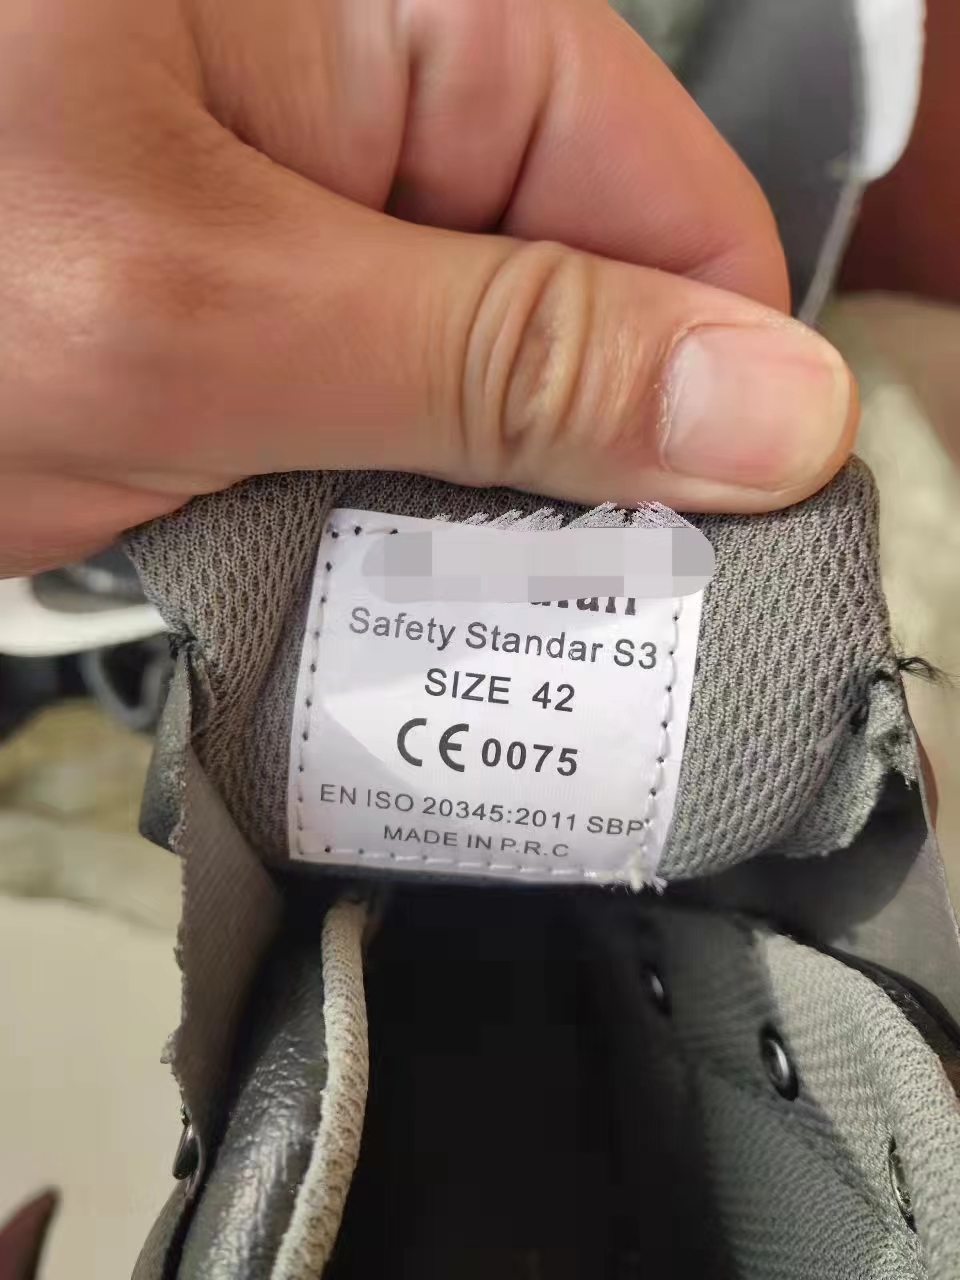 Safety Standar S3
SIZE 42
CE 0075
EN ISO 20345:2011 SBP
MADE IN P.R.C